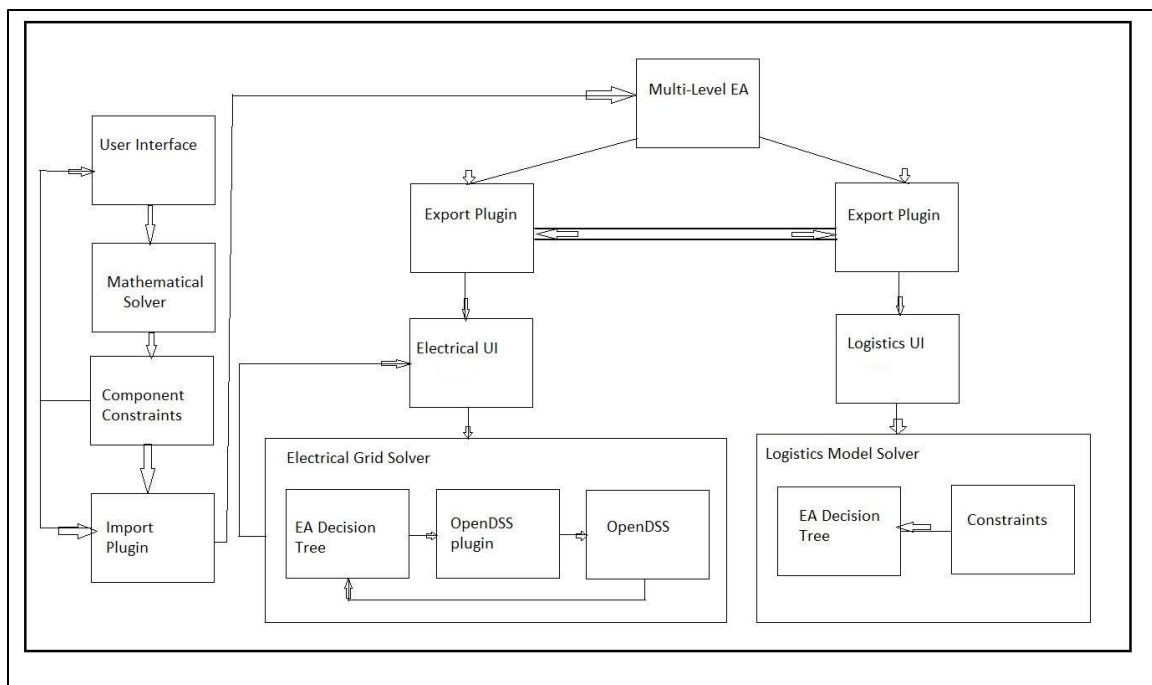 Multi-Level EA
User Interface
Export Plugin
Export Plugin
Mathematical
Solver
Electrical UI
Logistics UI
Component
Constraints
Electrical Grid Solver
Logistics Model Solver
Import
Plugin
EA Decision
Tree
OpenDSS
plugin
OpenDSS
EA Decision
Tree
Constraints